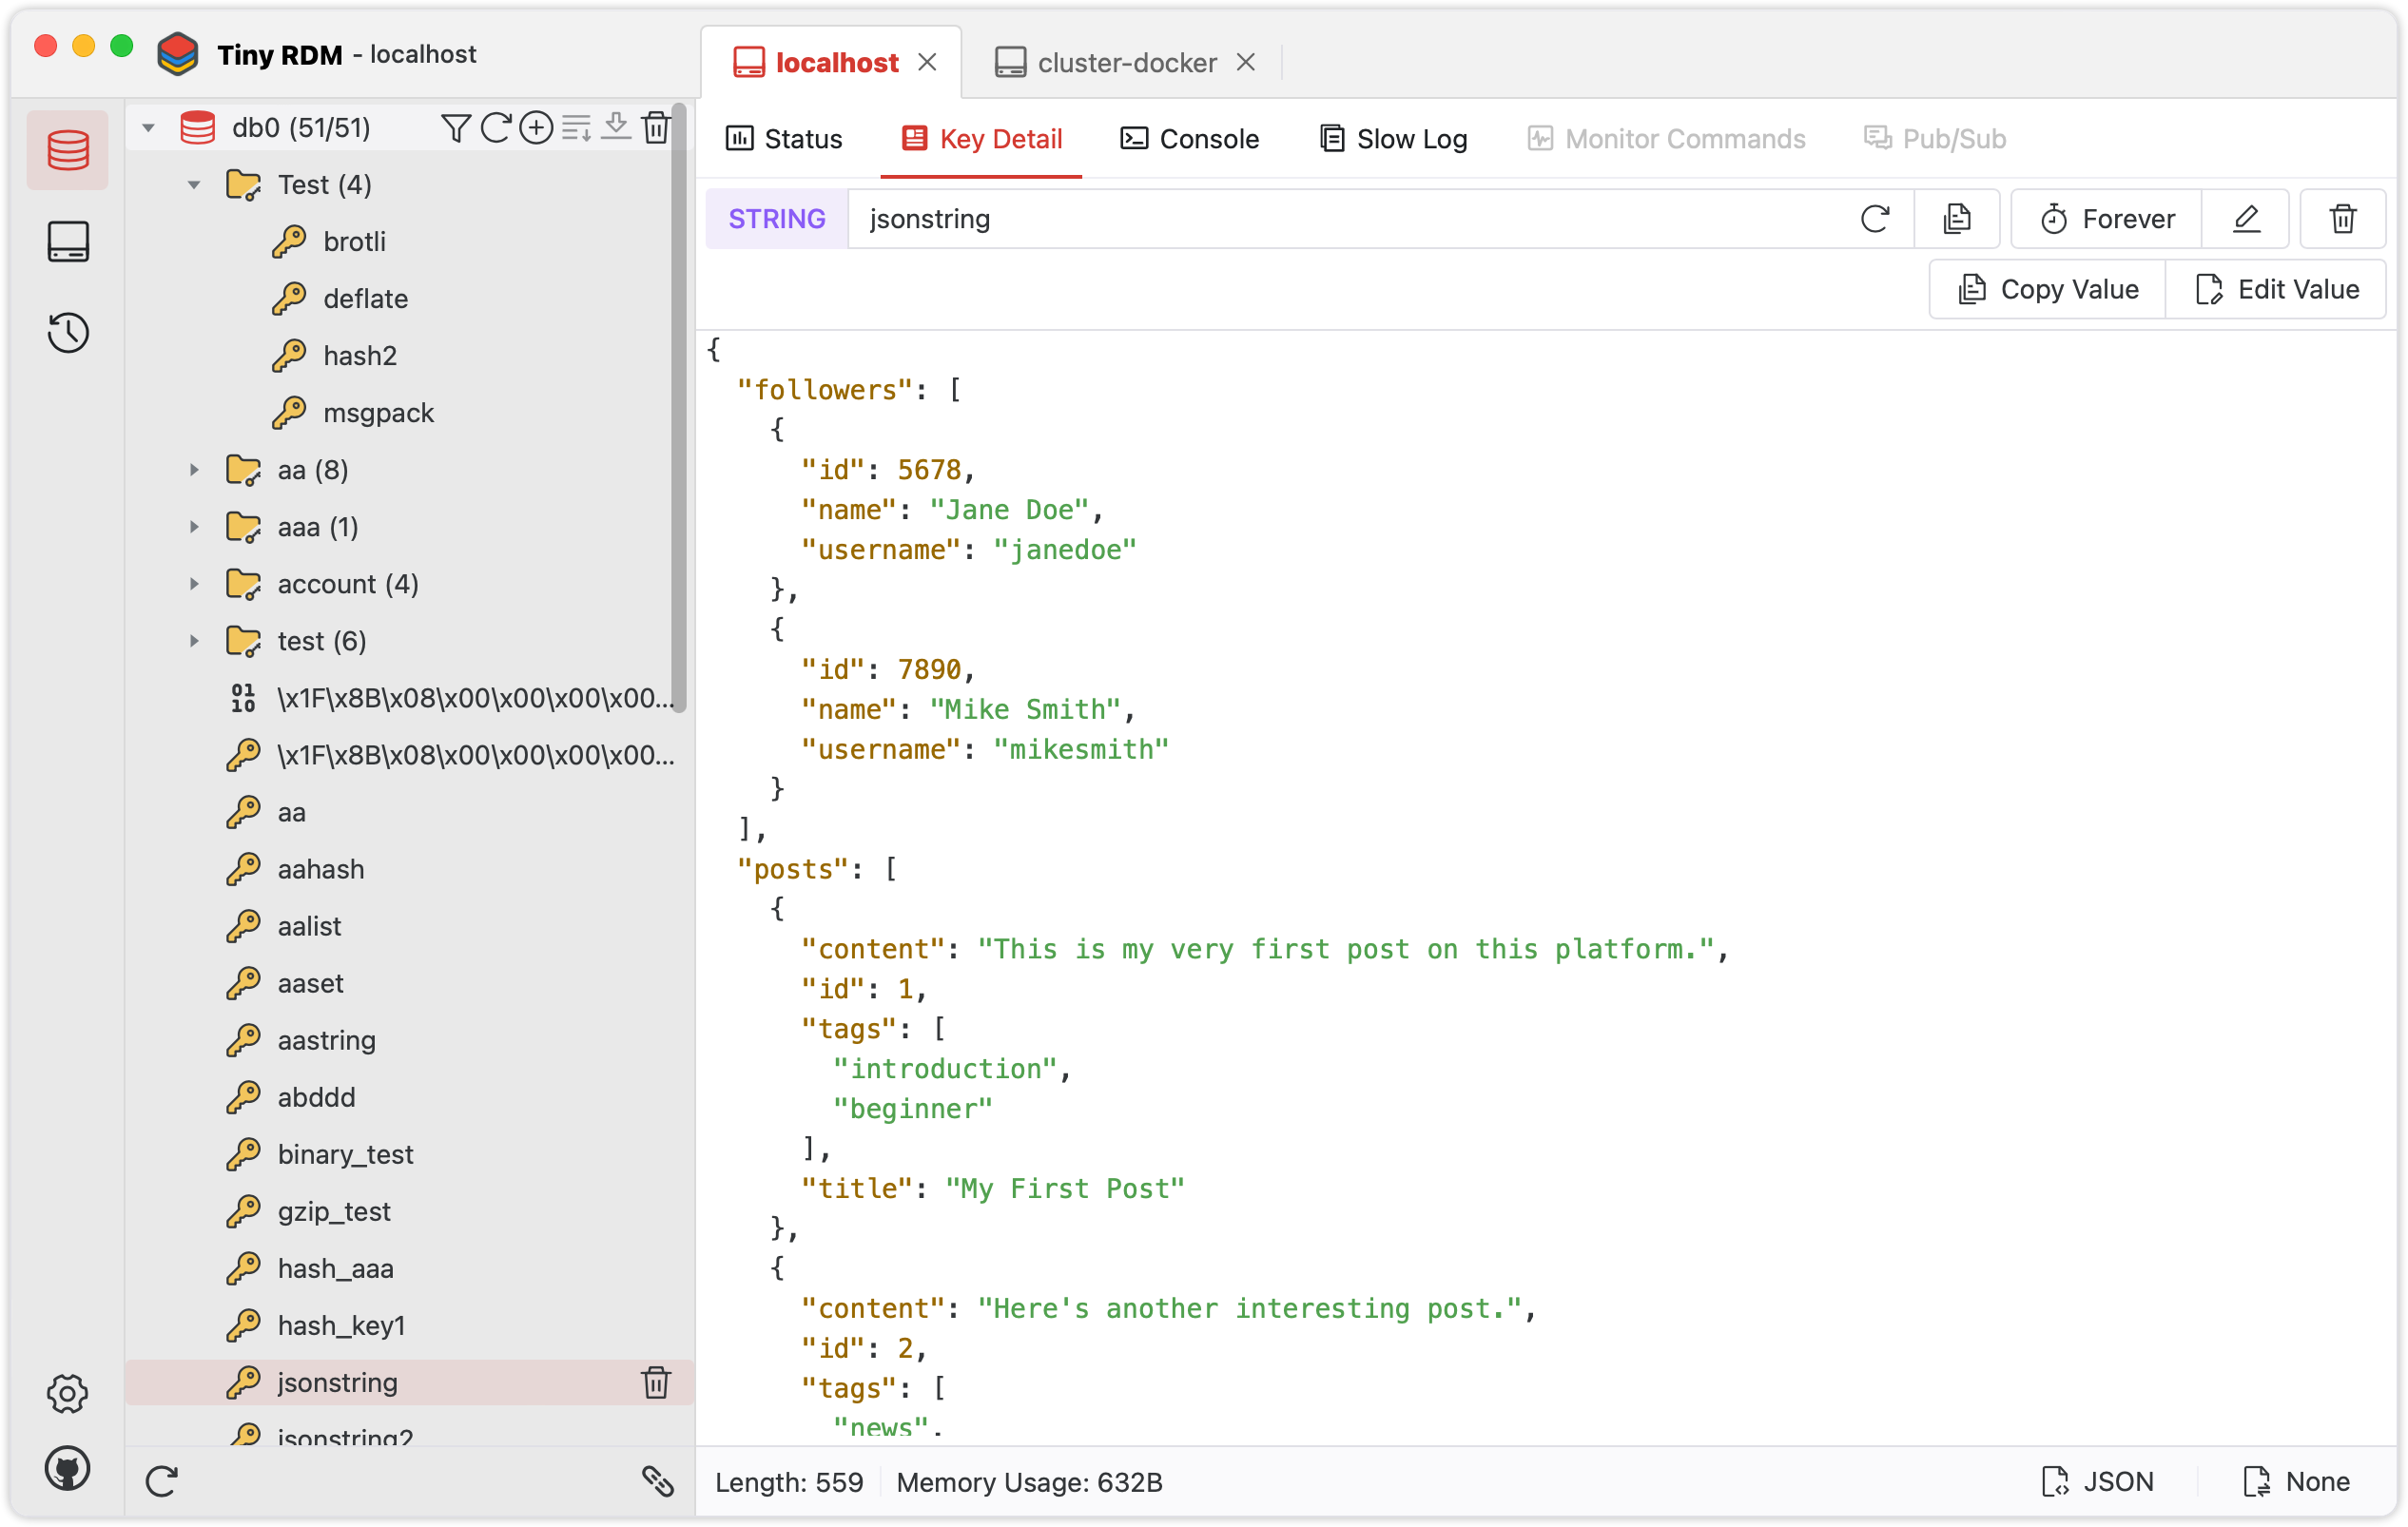 Tiny RDM - localhost
localhost
cluster-docker
db0 (51/51)
Test (4)
brotli
deflate
hash2
msgpack
aa (8)
aaa (1)
account (4)
test (6)
01
10
\x1F\x8B\x08\x00\x00\x00\x00...
\x1F\x8B\x08\x00\x00\x00\x00...
aa
aahash
aalist
aaset
aastring
abddd
binary_test
gzip_test
hash_aaa
hash_key1
jsonstring
jsonstring2
Status
Key Detail
Console
Slow Log
Monitor Commands
Pub/Sub
STRING
jsonstring
Forever
Copy Value
Edit Value
{
  "followers": [
    {
      "id": 5678,
      "name": "Jane Doe",
      "username": "janedoe"
    },
    {
      "id": 7890,
      "name": "Mike Smith",
      "username": "mikesmith"
    }
  ],
  "posts": [
    {
      "content": "This is my very first post on this platform.",
      "id": 1,
      "tags": [
        "introduction",
        "beginner"
      ],
      "title": "My First Post"
    },
    {
      "content": "Here's another interesting post.",
      "id": 2,
      "tags": [
        "news",
Length: 559
Memory Usage: 632B
JSON
None